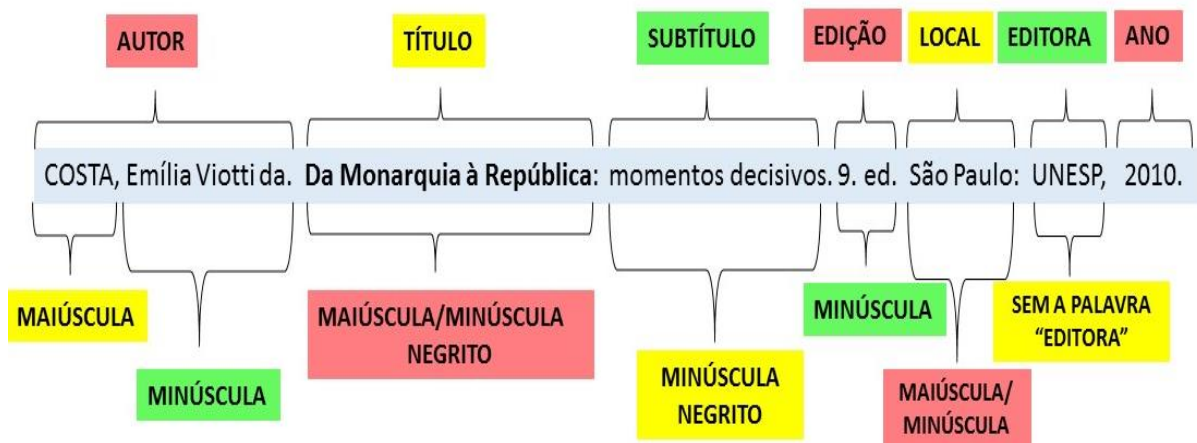 AUTOR TÍTULO SUBTÍTULO EDIÇÃO LOCAL EDITORA ANO
COSTA, Emília Viotti da. Da Monarquia à República: momentos decisivos. 9. ed. São Paulo: UNESP, 2010.
MAIÚSCULA
MINÚSCULA
MAIÚSCULA/MINÚSCULA
NEGRITO
MINÚSCULA
NEGRITO
MINÚSCULA
MAIÚSCULA/
MINÚSCULA
SEM A PALAVRA
“EDITORA”